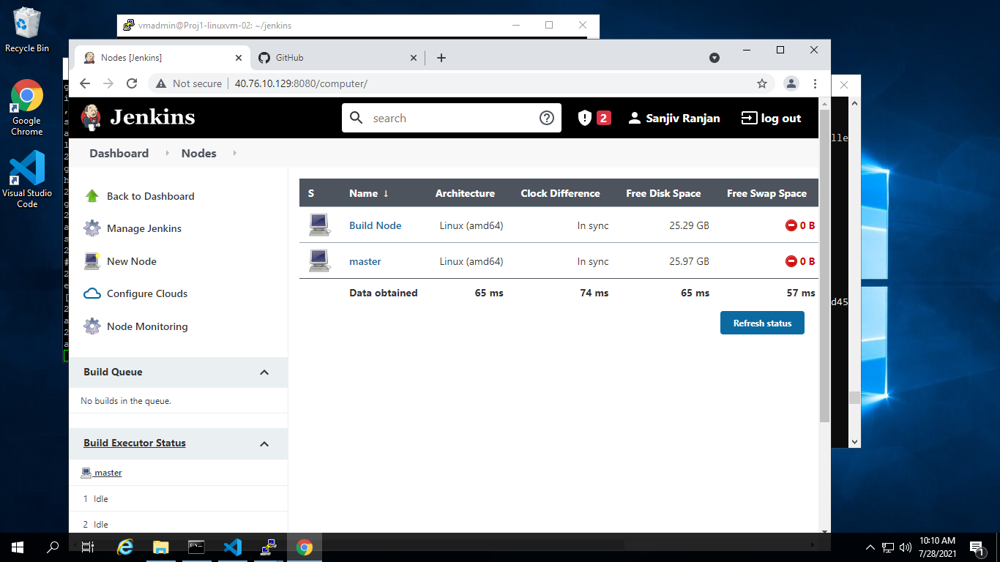 Recycle Bin
Google
Chrome
Visual Studio
Code
vmadmin@Proj1-linuxvm-02: ~/jenkins
Nodes [Jenkins]
GitHub
Not secure
40.76.10.129:8080/computer/
Jenkins
search
2
Sanjiv Ranjan
log out
Dashboard
Nodes
Back to Dashboard
Manage Jenkins
New Node
Configure Clouds
Node Monitoring
Build Queue
No builds in the queue.
Build Executor Status
master
1 Idle
2 Idle
S Name ↓ Architecture Clock Difference Free Disk Space Free Swap Space
Build Node Linux (amd64) In sync 25.29 GB 0 B
master Linux (amd64) In sync 25.97 GB 0 B
Data obtained 65 ms 74 ms 65 ms 57 ms
Refresh status
lle
d45
10:10 AM
7/28/2021
1